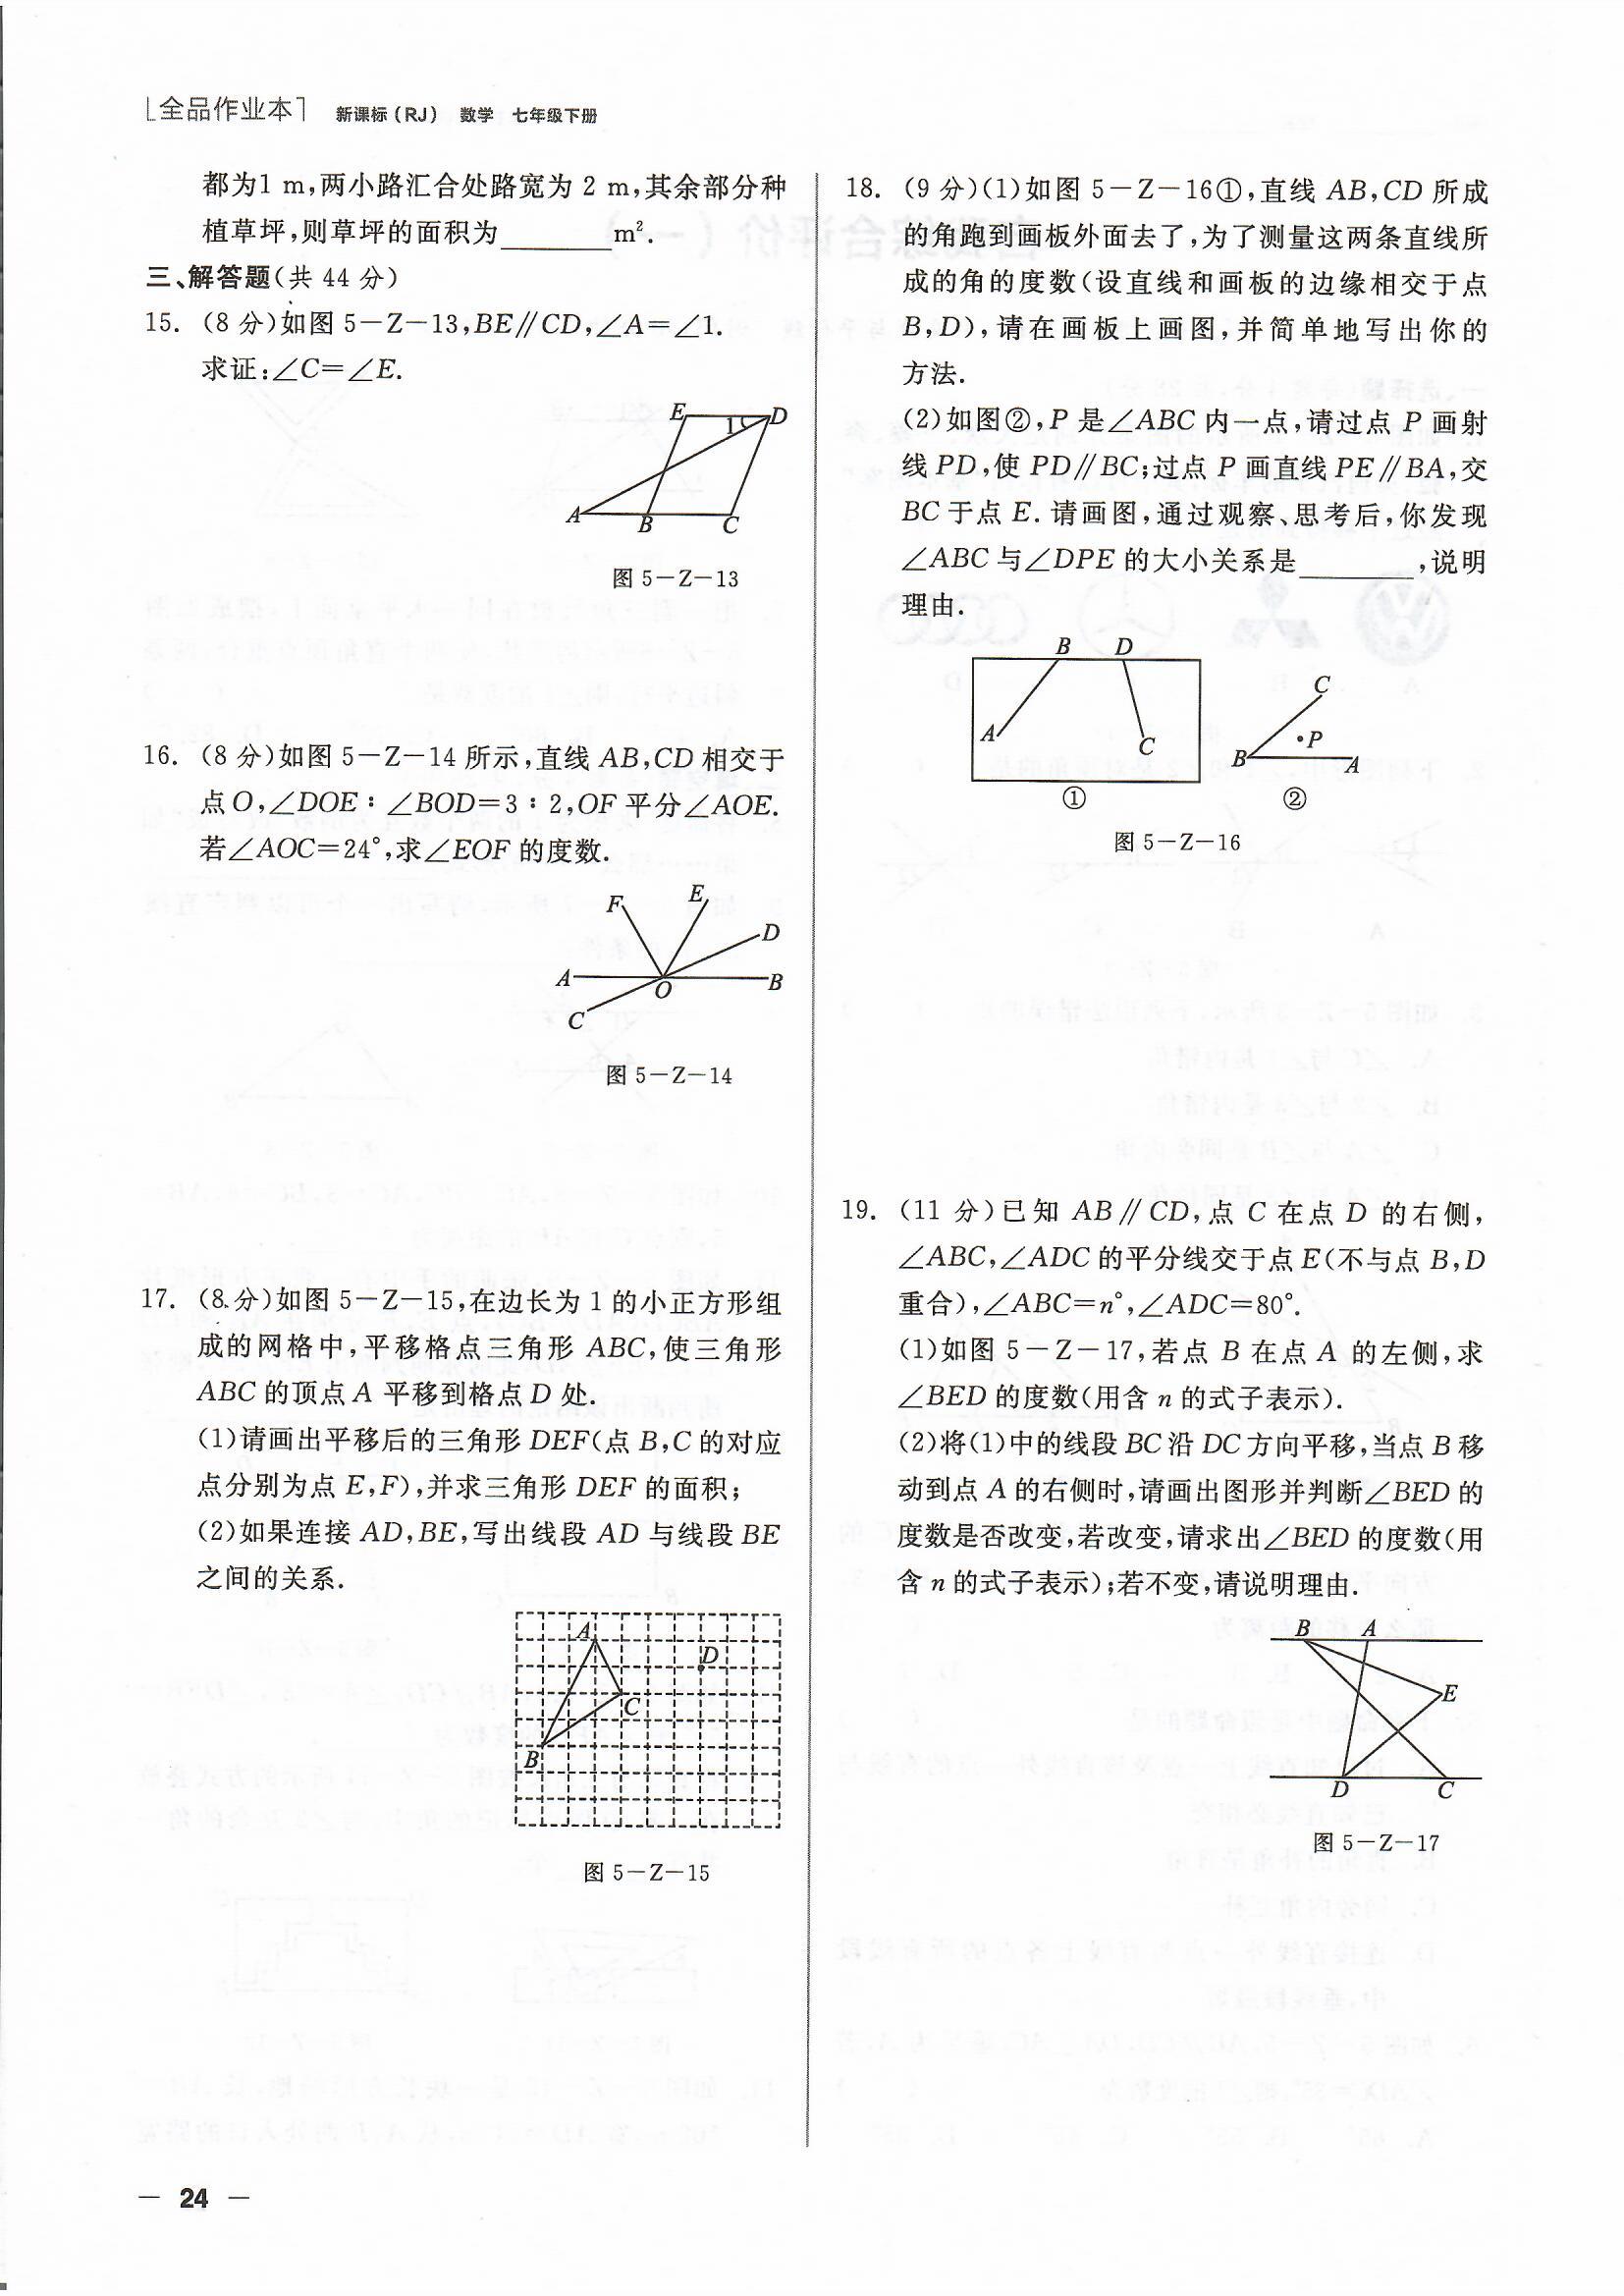 全品作业本 新课标(RJ) 数学 七年级下册
都为1 m,两小路汇合处路宽为 2 m,其余部分种
植草坪,则草坪的面积为________m².
三、解答题(共 44 分)
15. (8 分)如图 5-Z-13,BE∥CD,∠A=∠1.
求证:∠C=∠E.
E
1
D
A
B
C
图 5-Z-13
16. (8 分)如图 5-Z-14 所示,直线 AB,CD 相交于
点 O,∠DOE∶∠BOD=3∶2,OF 平分∠AOE.
若∠AOC=24°,求∠EOF 的度数.
F
E
D
A
O
B
C
图 5-Z-14
17. (8 分)如图 5-Z-15,在边长为 1 的小正方形组
成的网格中,平移格点三角形 ABC,使三角形
ABC 的顶点 A 平移到格点 D 处.
(1)请画出平移后的三角形 DEF(点 B,C 的对应
点分别为点 E,F),并求三角形 DEF 的面积;
(2)如果连接 AD,BE,写出线段 AD 与线段 BE
之间的关系.
A
D
C
B
图 5-Z-15
— 24 —
18. (9 分)(1)如图 5-Z-16①,直线 AB,CD 所成
的角跑到画板外面去了,为了测量这两条直线所
成的角的度数(设直线和画板的边缘相交于点
B,D),请在画板上画图,并简单地写出你的
方法.
(2)如图②,P 是∠ABC 内一点,请过点 P 画射
线 PD,使 PD∥BC;过点 P 画直线 PE∥BA,交
BC 于点 E. 请画图,通过观察、思考后,你发现
∠ABC 与∠DPE 的大小关系是________,说明
理由.
B D
A
C
①
C
P
B
A
②
图 5-Z-16
19. (11 分)已知 AB∥CD,点 C 在点 D 的右侧,
∠ABC,∠ADC 的平分线交于点 E(不与点 B,D
重合),∠ABC=n°,∠ADC=80°.
(1)如图 5-Z-17,若点 B 在点 A 的左侧,求
∠BED 的度数(用含 n 的式子表示).
(2)将(1)中的线段 BC 沿 DC 方向平移,当点 B 移
动到点 A 的右侧时,请画出图形并判断∠BED 的
度数是否改变,若改变,请求出∠BED 的度数(用
含 n 的式子表示);若不变,请说明理由.
B A
E
D C
图 5-Z-17